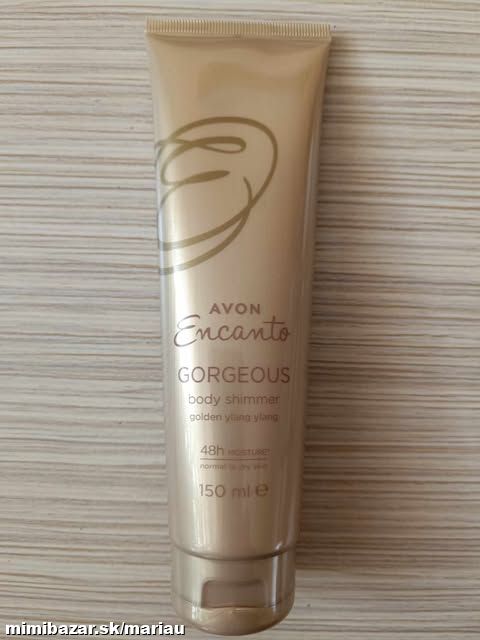 AVON
Encanto
GORGEOUS
body shimmer
golden ylang ylang
48h MOISTURE*
normal to dry skin
150 ml ℮
mimibazar.sk/mariau